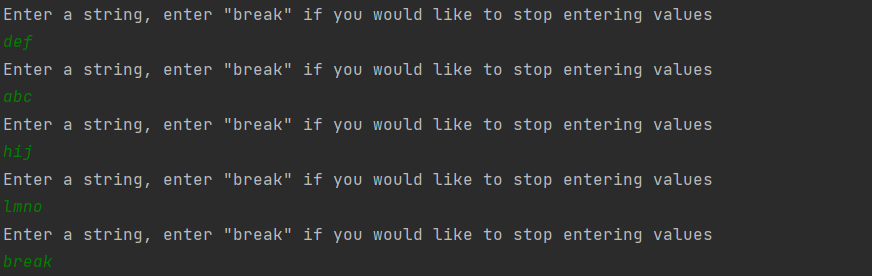 Enter a string, enter "break" if you would like to stop entering values
def
Enter a string, enter "break" if you would like to stop entering values
abc
Enter a string, enter "break" if you would like to stop entering values
hij
Enter a string, enter "break" if you would like to stop entering values
lmno
Enter a string, enter "break" if you would like to stop entering values
break